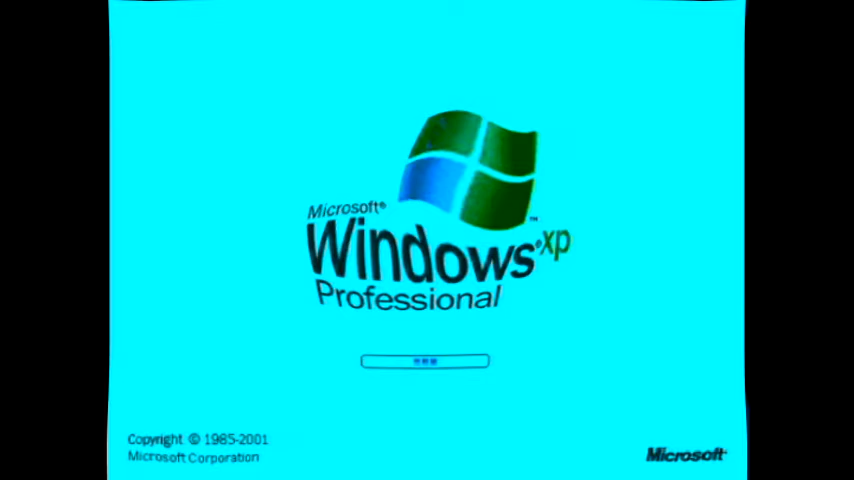 Microsoft®
Windows® xp
Professional
Copyright © 1985-2001
Microsoft Corporation
Microsoft®